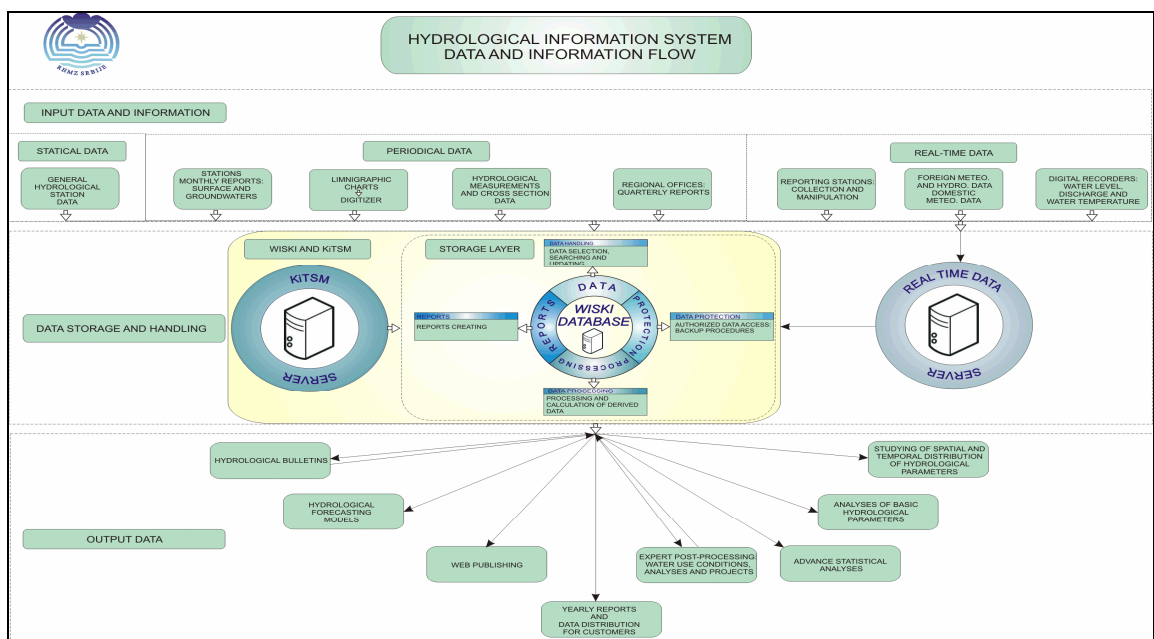 RHMZ SRBIJE
HYDROLOGICAL INFORMATION SYSTEM
DATA AND INFORMATION FLOW
INPUT DATA AND INFORMATION
STATICAL DATA
PERIODICAL DATA
REAL-TIME DATA
GENERAL
HYDROLOGICAL
STATION
DATA
STATIONS
MONTHLY REPORTS:
SURFACE AND
GROUNDWATERS
LIMNIGRAPHIC
CHARTS
DIGITIZER
HYDROLOGICAL
MEASUREMENTS
AND CROSS SECTION
DATA
REGIONAL OFFICES:
QUARTERLY REPORTS
REPORTING STATIONS:
COLLECTION AND
MANIPULATION
FOREIGN METEO.
AND HYDRO. DATA
DOMESTIC
METEO. DATA
DIGITAL RECORDERS:
WATER LEVEL,
DISCHARGE AND
WATER TEMPERATURE
DATA STORAGE AND HANDLING
WISKI AND KiTSM
KiTSM
SERVER
STORAGE LAYER
DATA HANDLING
DATA SELECTION,
SEARCHING AND
UPDATING
REPORTS
REPORTS CREATING
DATA
PROTECTION
PROCESSING
REPORTS
WISKI
DATABASE
DATA PROTECTION
AUTHORIZED DATA ACCESS:
BACKUP PROCEDURES
DATA PROCESSING
PROCESSING AND
CALCULATION OF DERIVED
DATA
REAL TIME DATA
SERVER
OUTPUT DATA
HYDROLOGICAL BULLETINS
HYDROLOGICAL
FORECASTING
MODELS
WEB PUBLISHING
YEARLY REPORTS
AND
DATA DISTRIBUTION
FOR CUSTOMERS
EXPERT POST-PROCESSING:
WATER USE CONDITIONS,
ANALYSES AND PROJECTS
ADVANCE STATISTICAL
ANALYSES
ANALYSES OF BASIC
HYDROLOGICAL
PARAMETERS
STUDYING OF SPATIAL AND
TEMPORAL DISTRIBUTION
OF HYDROLOGICAL
PARAMETERS